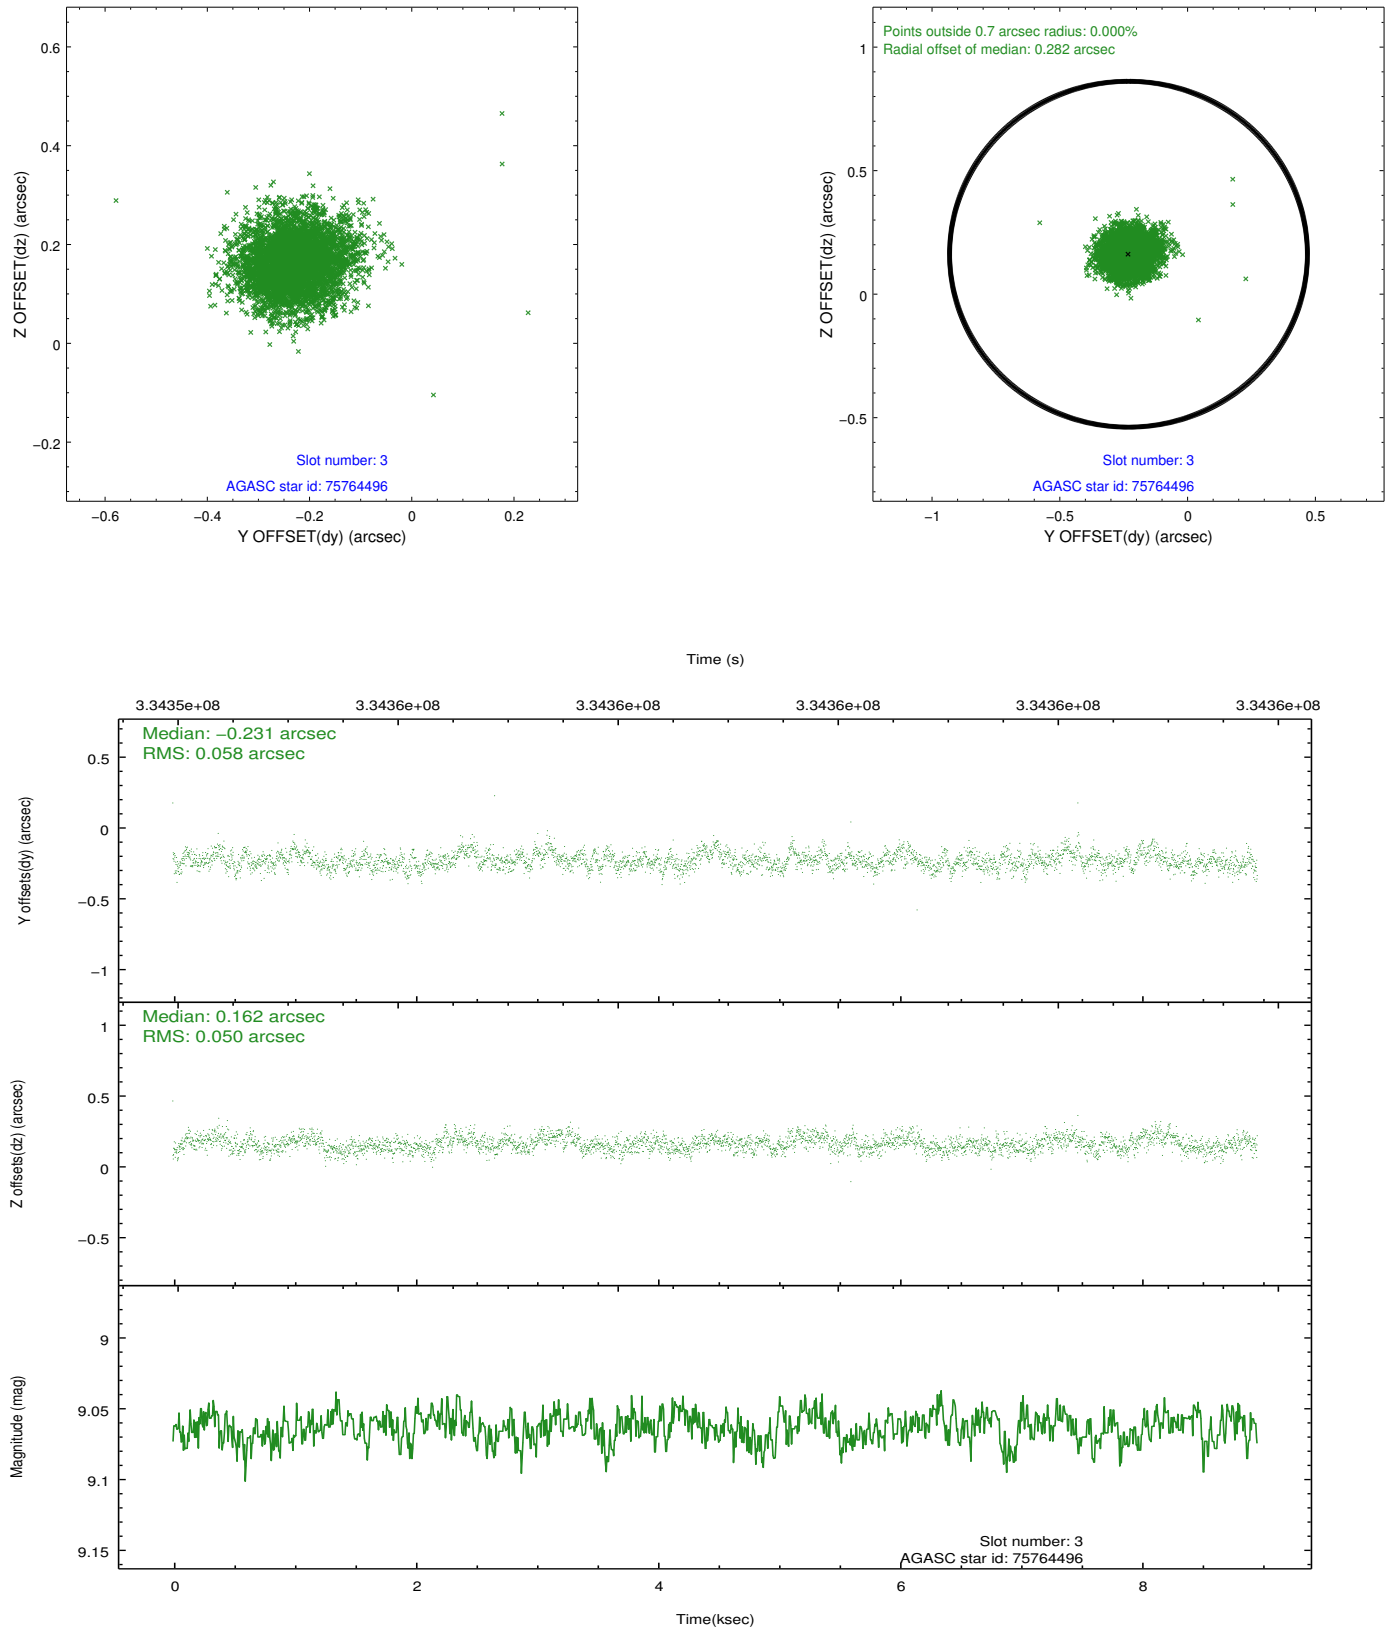 0.6
0.4
0.2
0
−0.2
Z OFFSET(dz) (arcsec)
Slot number: 3
AGASC star id: 75764496
−0.6 −0.4 −0.2 0 0.2
Y OFFSET(dy) (arcsec)
Points outside 0.7 arcsec radius: 0.000%
Radial offset of median: 0.282 arcsec
1
0.5
0
−0.5
Z OFFSET(dz) (arcsec)
Slot number: 3
AGASC star id: 75764496
−1 −0.5 0 0.5
Y OFFSET(dy) (arcsec)
Time (s)
3.3435e+08 3.3436e+08 3.3436e+08 3.3436e+08 3.3436e+08 3.3436e+08
Median: −0.231 arcsec
RMS: 0.058 arcsec
0.5
0
−0.5
−1
Y offsets(dy) (arcsec)
Median: 0.162 arcsec
RMS: 0.050 arcsec
1
0.5
0
−0.5
Z offsets(dz) (arcsec)
9
9.05
9.1
9.15
Magnitude (mag)
Slot number: 3
AGASC star id: 75764496
0 2 4 6 8
Time(ksec)